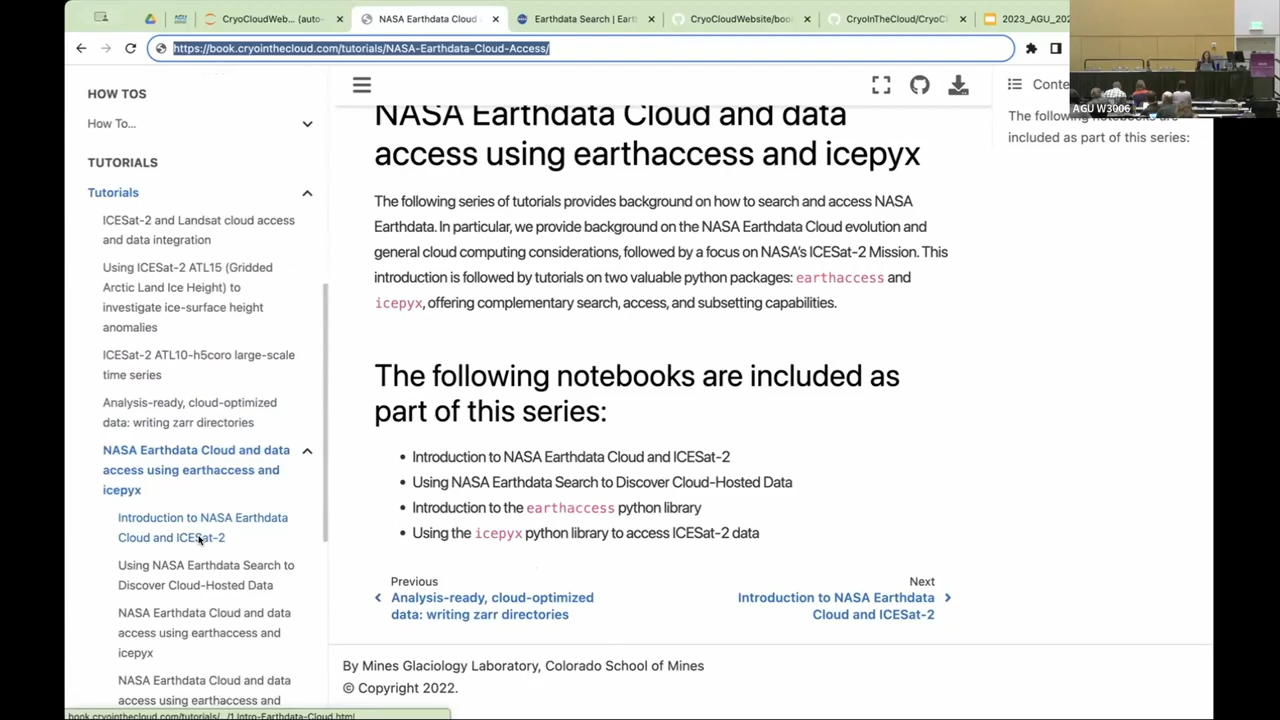 CryoCloudWeb... (auto-
NASA Earthdata Cloud
Earthdata Search | Eart
CryoCloudWebsite/boo
CryoInTheCloud/CryoC
2023_AGU_202
https://book.cryointhecloud.com/tutorials/NASA-Earthdata-Cloud-Access/
AGU W3006
HOW TOS
How To...
TUTORIALS
Tutorials
ICESat-2 and Landsat cloud access
and data integration
Using ICESat-2 ATL15 (Gridded
Arctic Land Ice Height) to
investigate ice-surface height
anomalies
ICESat-2 ATL10-h5coro large-scale
time series
Analysis-ready, cloud-optimized
data: writing zarr directories
NASA Earthdata Cloud and data
access using earthaccess and
icepyx
Introduction to NASA Earthdata
Cloud and ICESat-2
Using NASA Earthdata Search to
Discover Cloud-Hosted Data
NASA Earthdata Cloud and data
access using earthaccess and
icepyx
NASA Earthdata Cloud and data
access using earthaccess and
NASA Earthdata Cloud and data
access using earthaccess and icepyx
The following series of tutorials provides background on how to search and access NASA
Earthdata. In particular, we provide background on the NASA Earthdata Cloud evolution and
general cloud computing considerations, followed by a focus on NASA's ICESat-2 Mission. This
introduction is followed by tutorials on two valuable python packages: earthaccess and
icepyx, offering complementary search, access, and subsetting capabilities.
The following notebooks are included as
part of this series:
• Introduction to NASA Earthdata Cloud and ICESat-2
• Using NASA Earthdata Search to Discover Cloud-Hosted Data
• Introduction to the earthaccess python library
• Using the icepyx python library to access ICESat-2 data
Previous
Analysis-ready, cloud-optimized
data: writing zarr directories
Next
Introduction to NASA Earthdata
Cloud and ICESat-2
By Mines Glaciology Laboratory, Colorado School of Mines
© Copyright 2022.
Conte
The following notebooks are
included as part of this series:
book.cryointhecloud.com/tutorials/.../1.Intro-Earthdata-Cloud.html